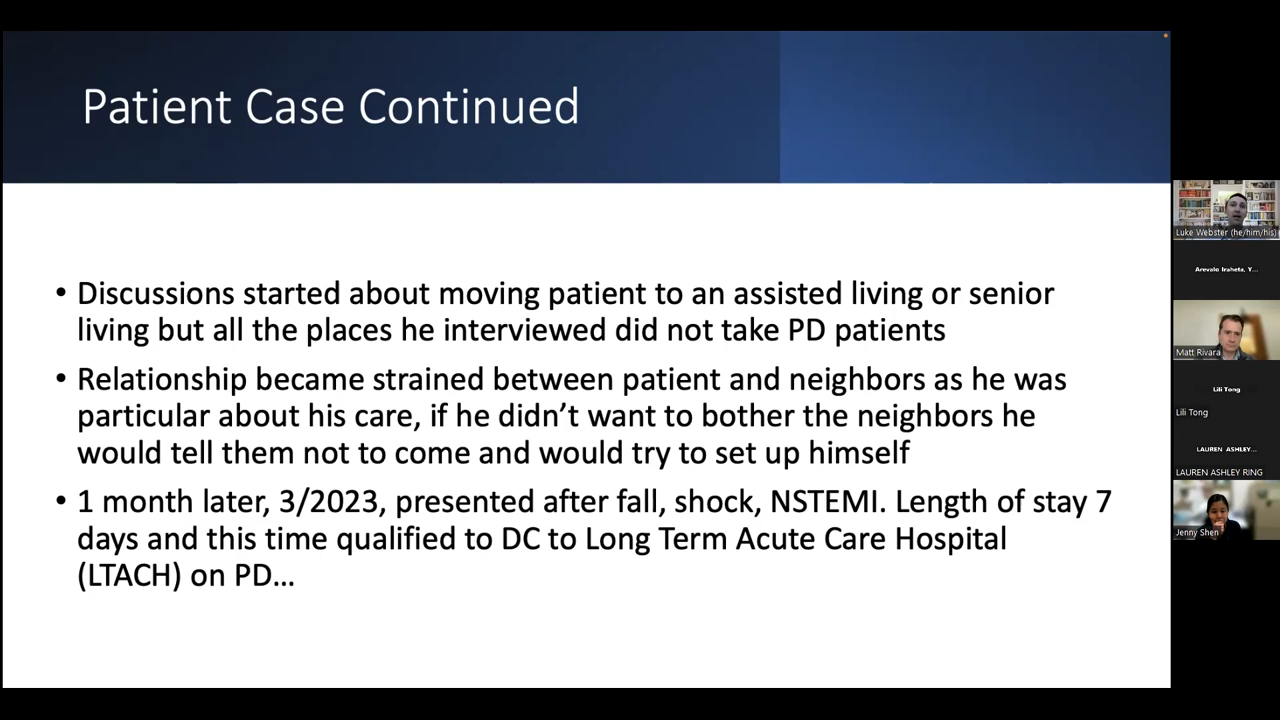 Patient Case Continued
• Discussions started about moving patient to an assisted living or senior
living but all the places he interviewed did not take PD patients
• Relationship became strained between patient and neighbors as he was
particular about his care, if he didn’t want to bother the neighbors he
would tell them not to come and would try to set up himself
• 1 month later, 3/2023, presented after fall, shock, NSTEMI. Length of stay 7
days and this time qualified to DC to Long Term Acute Care Hospital
(LTACH) on PD…
Luke Webster (he/him/his)
Arevalo Iraheta, Y...
Matt Rivara
Lili Tong
Lili Tong
LAUREN ASHLEY...
LAUREN ASHLEY RING
Jenny Shen